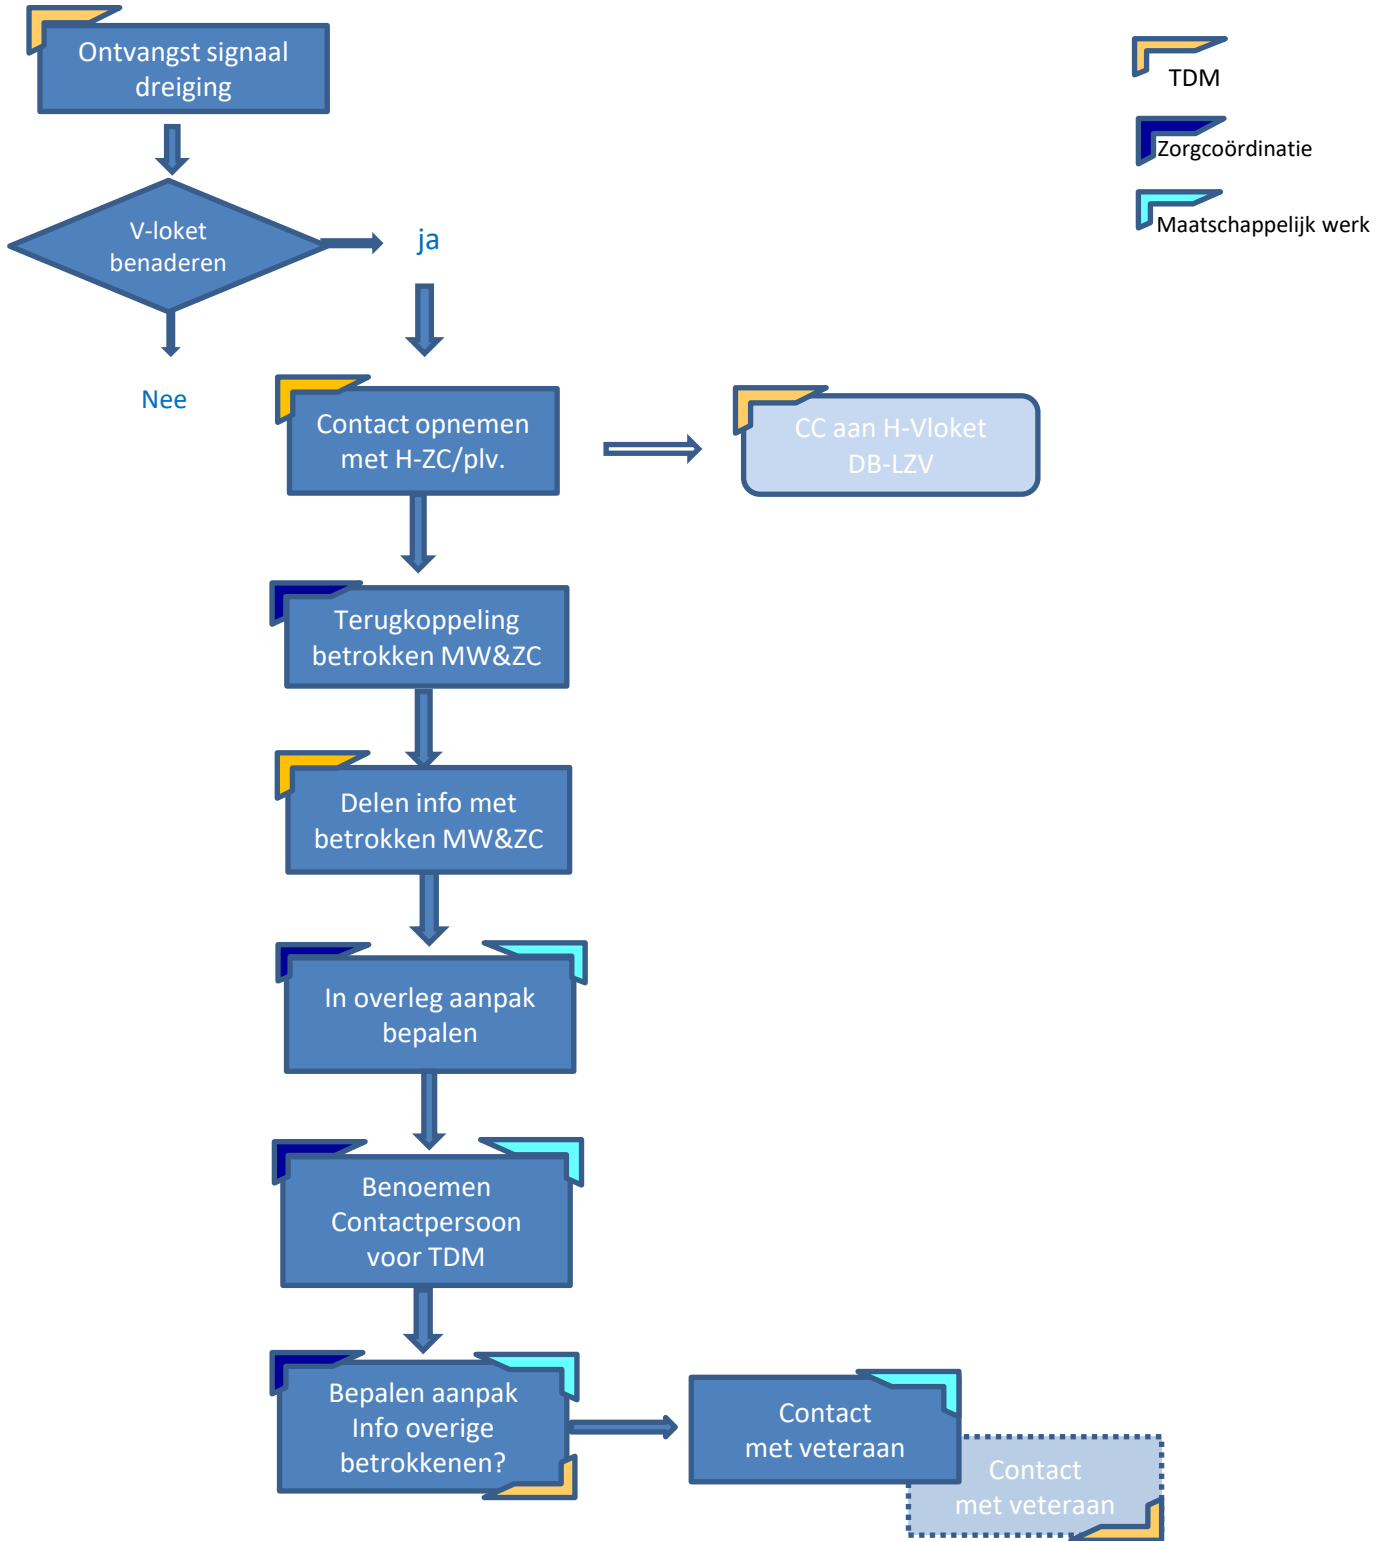 Ontvangst signaal
dreiging
TDM
Zorgcoördinatie
Maatschappelijk werk
V-loket
benaderen
ja
Nee
Contact opnemen
met H-ZC/plv.
CC aan H-Vloket
DB-LZV
Terugkoppeling
betrokken MW&ZC
Delen info met
betrokken MW&ZC
In overleg aanpak
bepalen
Benoemen
Contactpersoon
voor TDM
Bepalen aanpak
Info overige
betrokkenen?
Contact
met veteraan
Contact
met veteraan